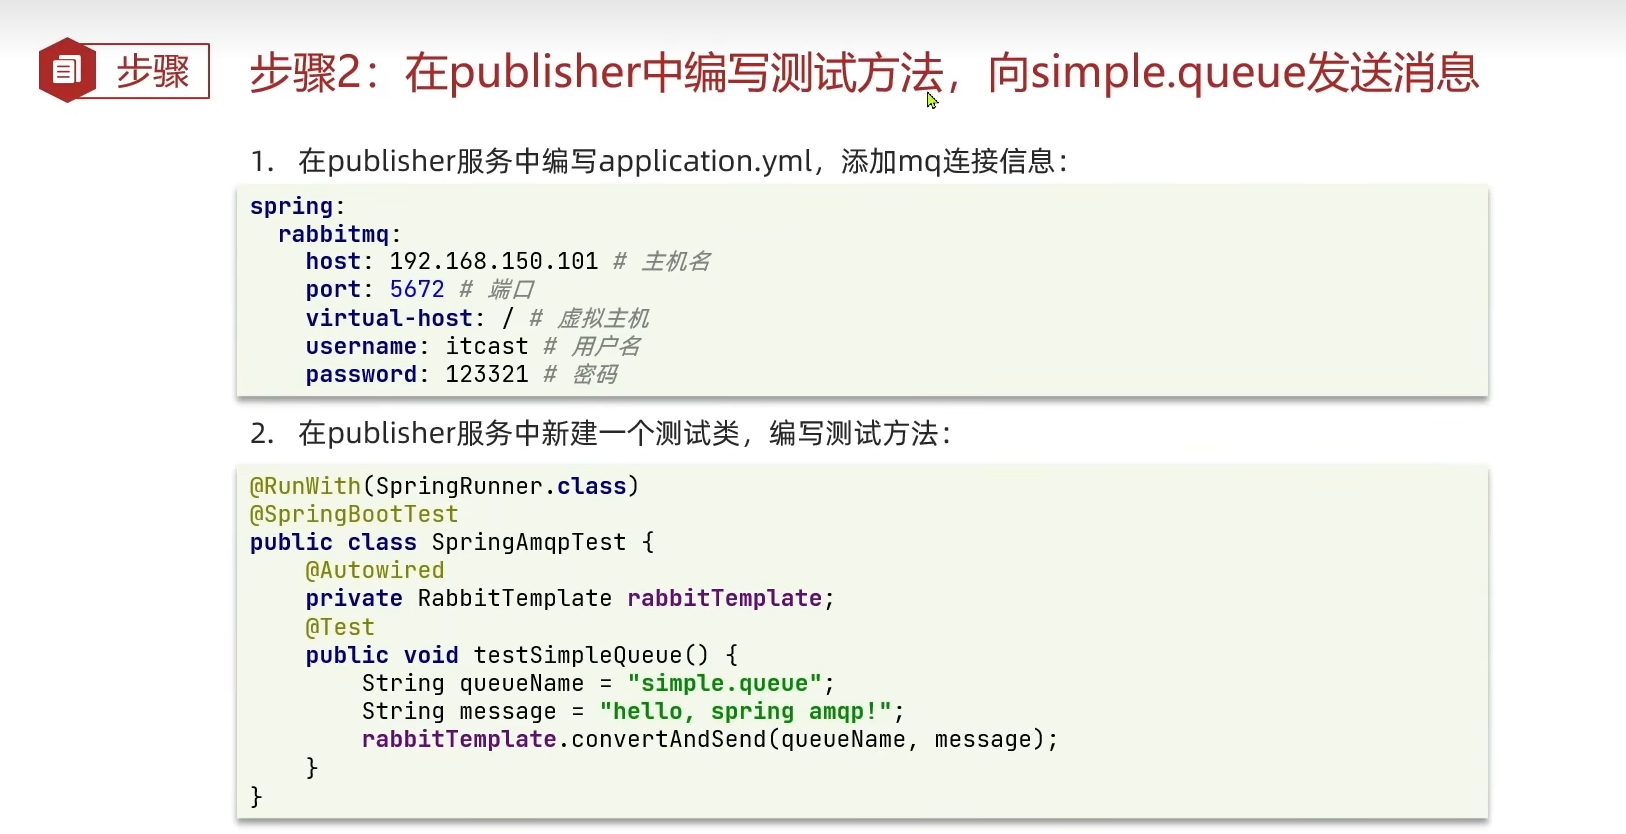 步骤
步骤2：在publisher中编写测试方法，向simple.queue发送消息
1. 在publisher服务中编写application.yml，添加mq连接信息：
spring:
  rabbitmq:
    host: 192.168.150.101 # 主机名
    port: 5672 # 端口
    virtual-host: / # 虚拟主机
    username: itcast # 用户名
    password: 123321 # 密码
2. 在publisher服务中新建一个测试类，编写测试方法：
@RunWith(SpringRunner.class)
@SpringBootTest
public class SpringAmqpTest {
    @Autowired
    private RabbitTemplate rabbitTemplate;
    @Test
    public void testSimpleQueue() {
        String queueName = "simple.queue";
        String message = "hello, spring amqp!";
        rabbitTemplate.convertAndSend(queueName, message);
    }
}